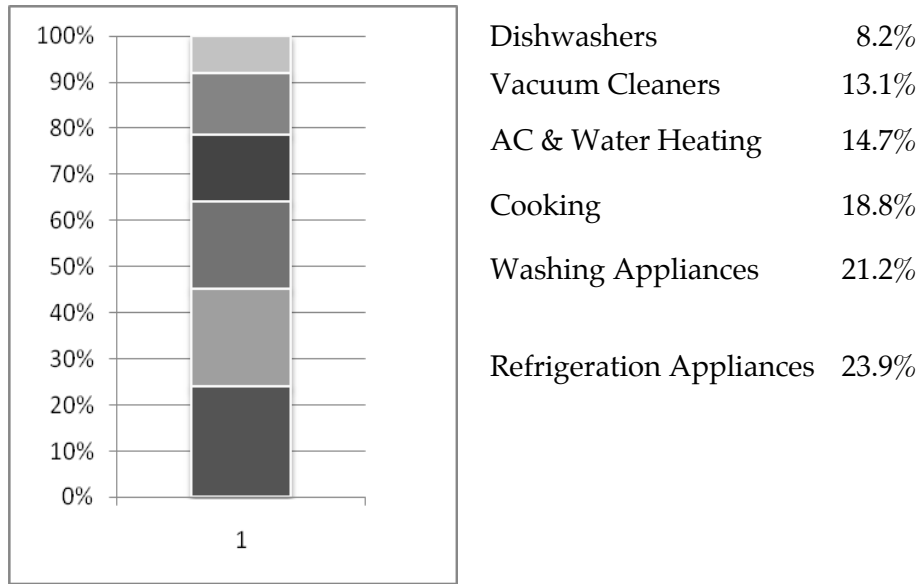 100%
90%
80%
70%
60%
50%
40%
30%
20%
10%
0%
1
Dishwashers 8.2%
Vacuum Cleaners 13.1%
AC & Water Heating 14.7%
Cooking 18.8%
Washing Appliances 21.2%
Refrigeration Appliances 23.9%